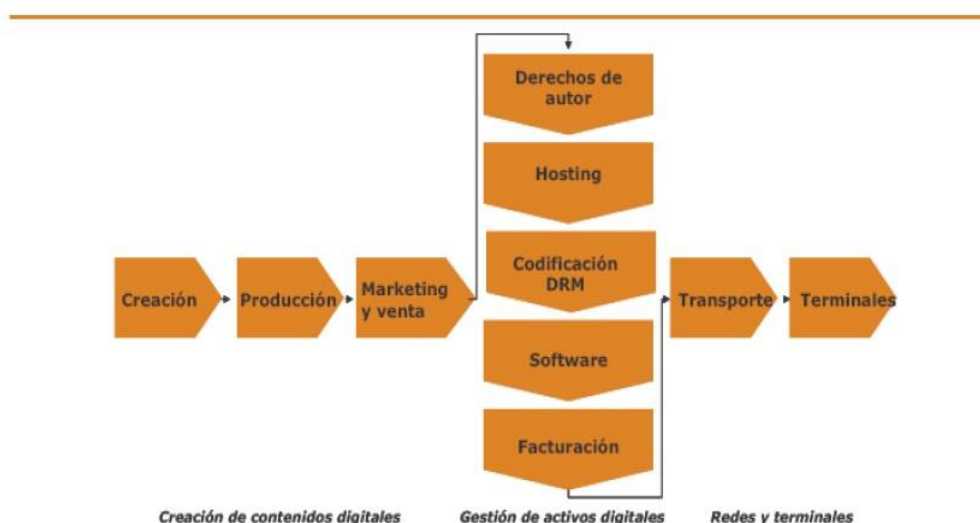 Derechos de
autor
Hosting
Codificación
DRM
Creación
Producción
Marketing
y venta
Transporte
Terminales
Software
Facturación
Creación de contenidos digitales
Gestión de activos digitales
Redes y terminales